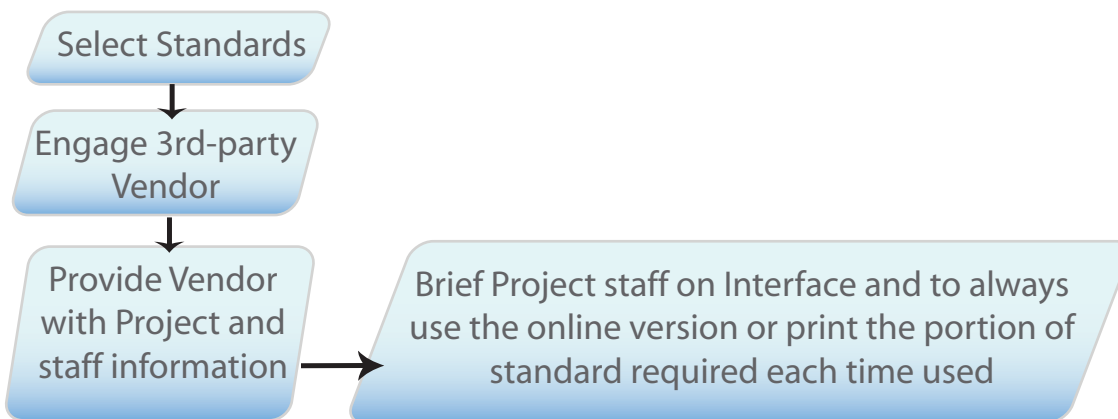 Select Standards
Engage 3rd-party
Vendor
Provide Vendor
with Project and
staff information
Brief Project staff on Interface and to always
use the online version or print the portion of
standard required each time used